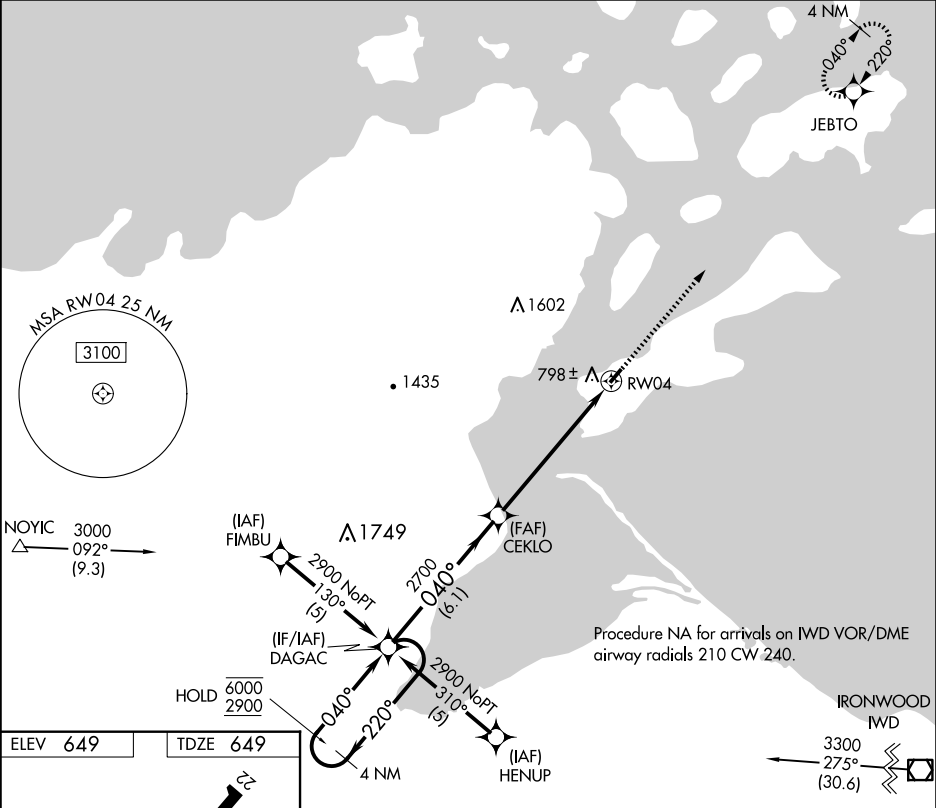 4 NM
040°
220°
JEBTO
MSA RW04 25 NM
3100
1602
1435
798±
RW04
NOYIC
3000
092°
(9.3)
(IAF)
FIMBU
1749
2900 NoPT
130°
(5)
(FAF)
CEKLO
2700
040°
(6.1)
(IF/IAF)
DAGAC
2900 NoPT
310°
(5)
Procedure NA for arrivals on IWD VOR/DME
airway radials 210 CW 240.
HOLD
6000
2900
040°
220°
4 NM
(IAF)
HENUP
IRONWOOD
IWD
3300
275°
(30.6)
ELEV 649
TDZE 649
22